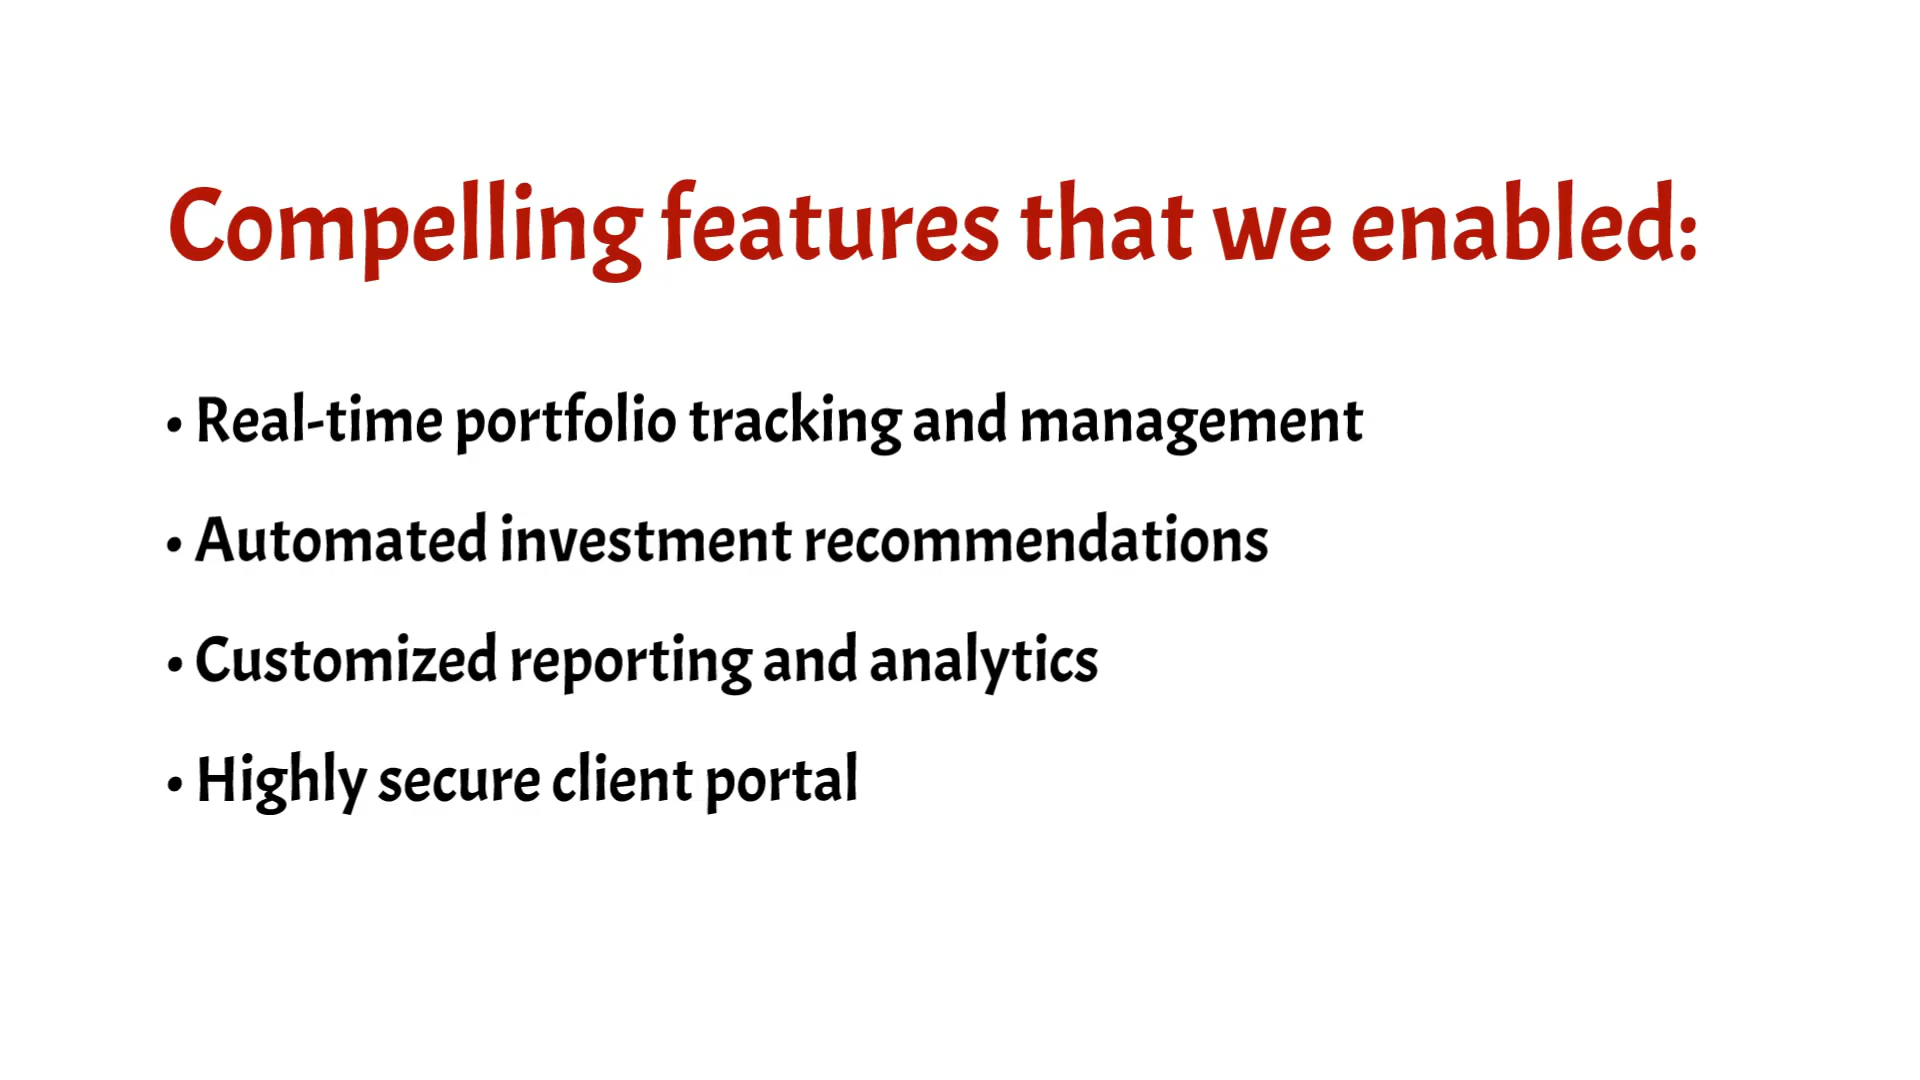 Compelling features that we enabled:
• Real-time portfolio tracking and management
• Automated investment recommendations
• Customized reporting and analytics
• Highly secure client portal